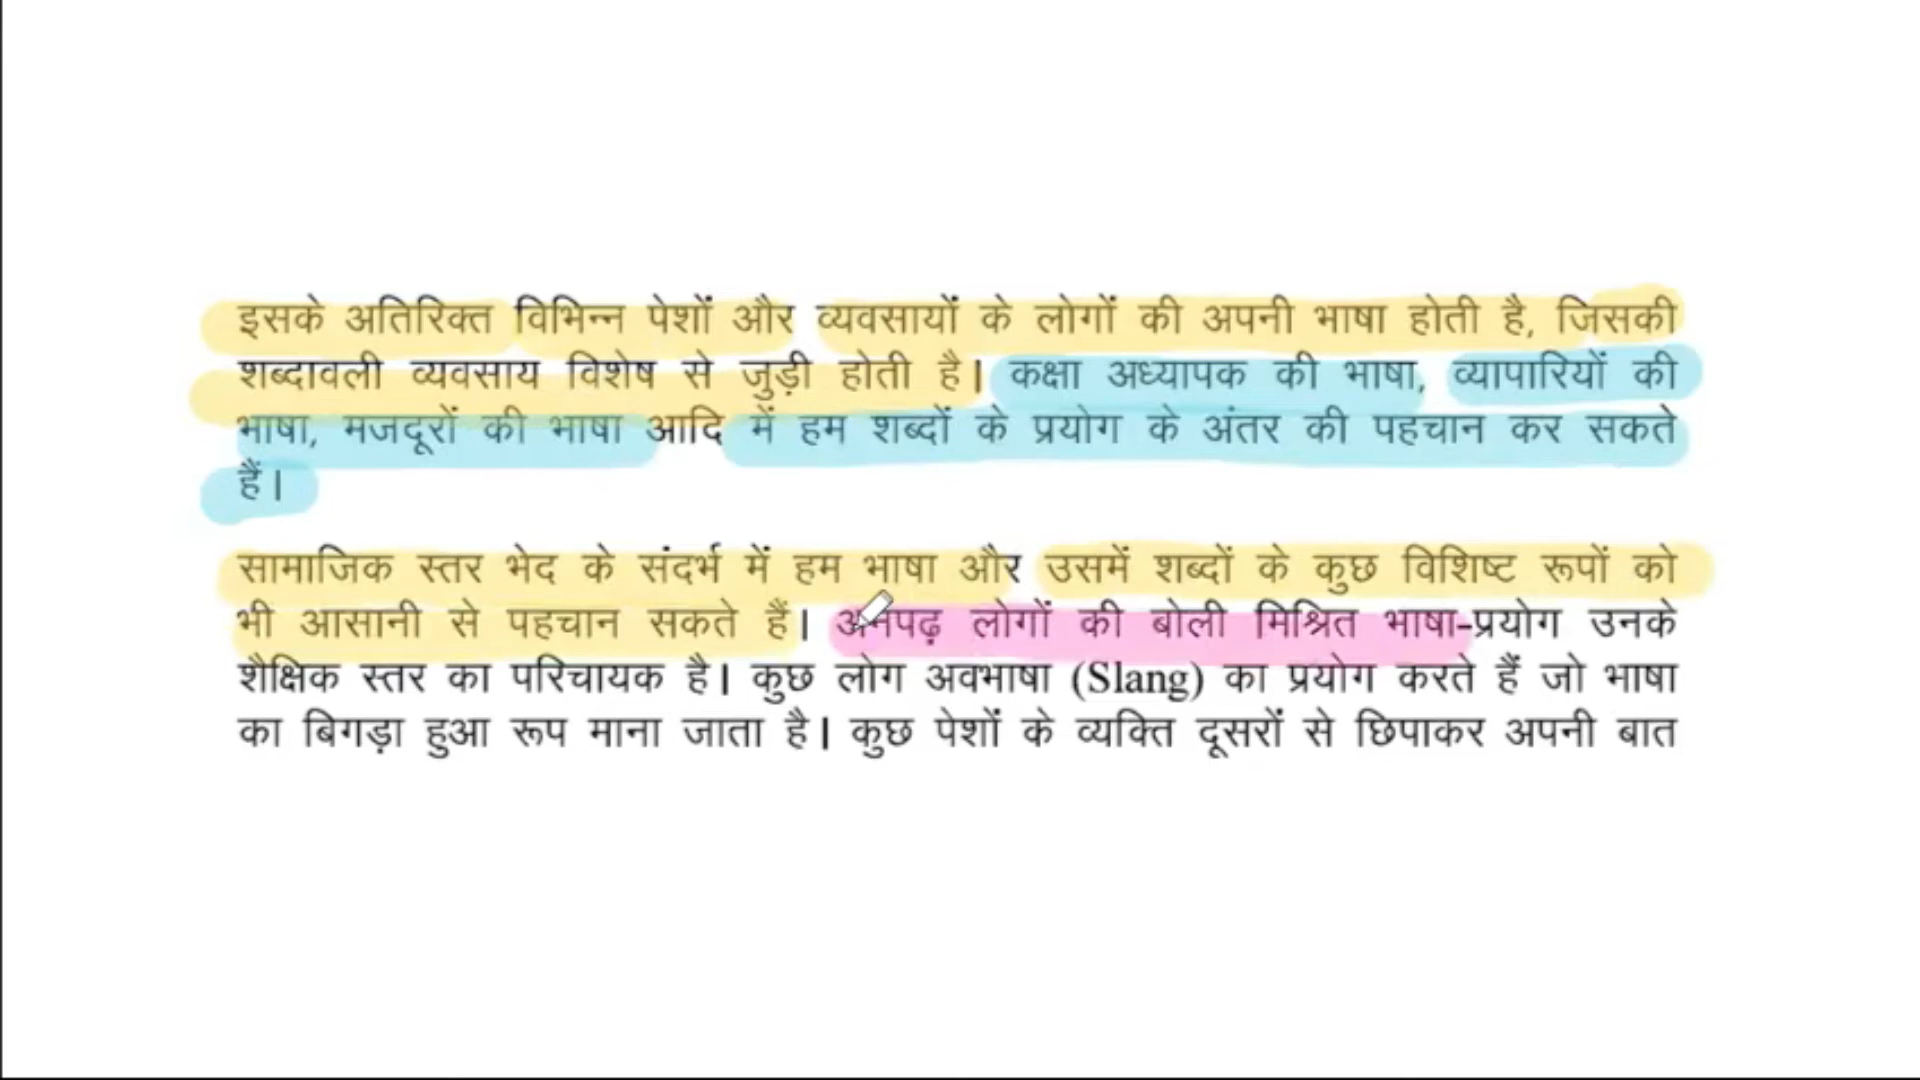 इसके अतिरिक्त विभिन्न पेशों और व्यवसायों के लोगों की अपनी भाषा होती है, जिसकी
शब्दावली व्यवसाय विशेष से जुड़ी होती है। कक्षा अध्यापक की भाषा, व्यापारियों की
भाषा, मजदूरों की भाषा आदि में हम शब्दों के प्रयोग के अंतर की पहचान कर सकते
हैं।
सामाजिक स्तर भेद के संदर्भ में हम भाषा और उसमें शब्दों के कुछ विशिष्ट रूपों को
भी आसानी से पहचान सकते हैं। अनपढ़ लोगों की बोली मिश्रित भाषा-प्रयोग उनके
शैक्षिक स्तर का परिचायक है। कुछ लोग अवभाषा (Slang) का प्रयोग करते हैं जो भाषा
का बिगड़ा हुआ रूप माना जाता है। कुछ पेशों के व्यक्ति दूसरों से छिपाकर अपनी बात